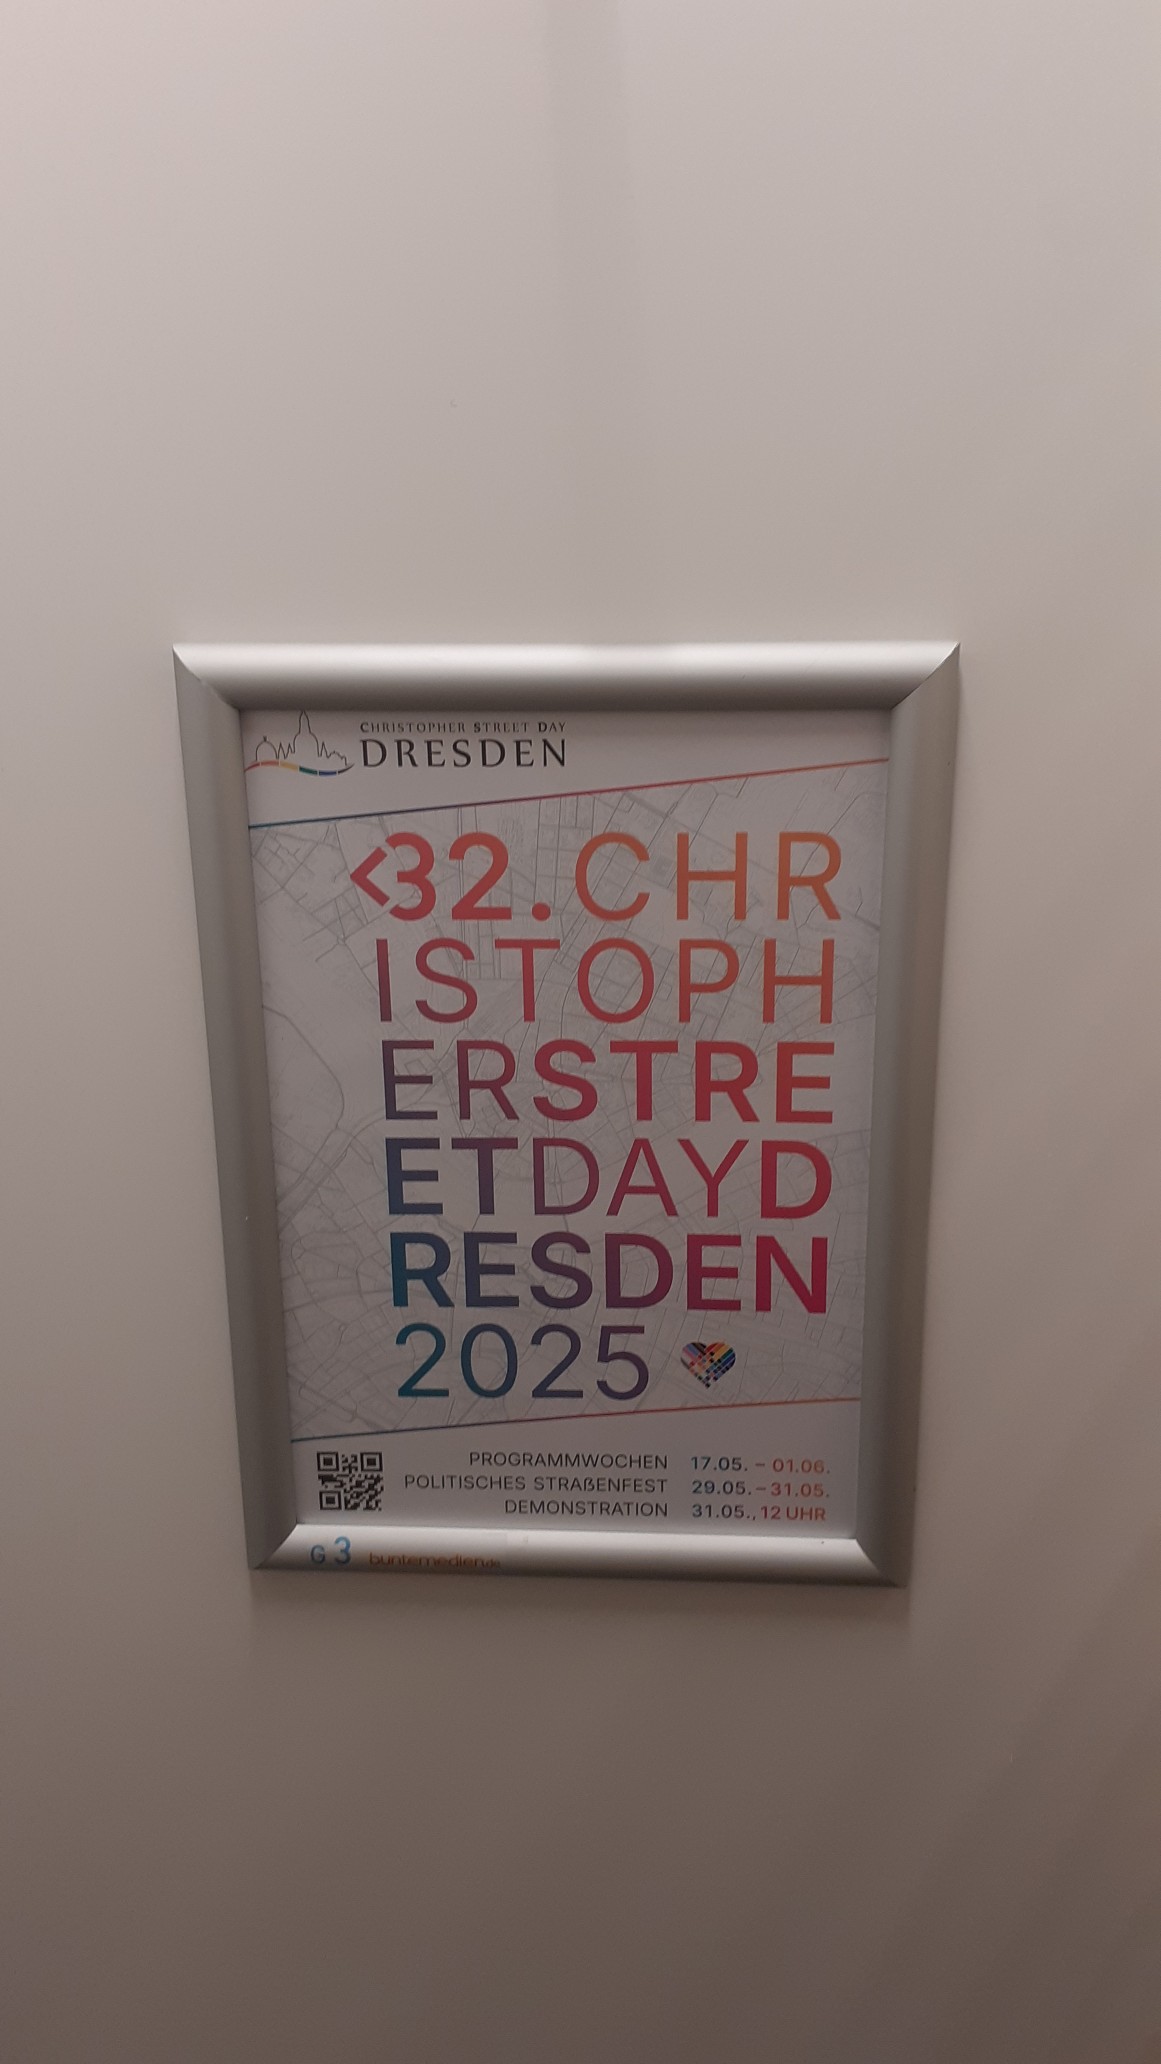 CHRISTOPHER STREET DAY
DRESDEN
<32. CHR
ISTOPH
ERSTRE
ETDAYD
RESDEN
2025
PROGRAMMWOCHEN 17.05. – 01.06.
POLITISCHES STRAßENFEST 29.05. – 31.05.
DEMONSTRATION 31.05., 12 UHR
G 3 buntemedien.de